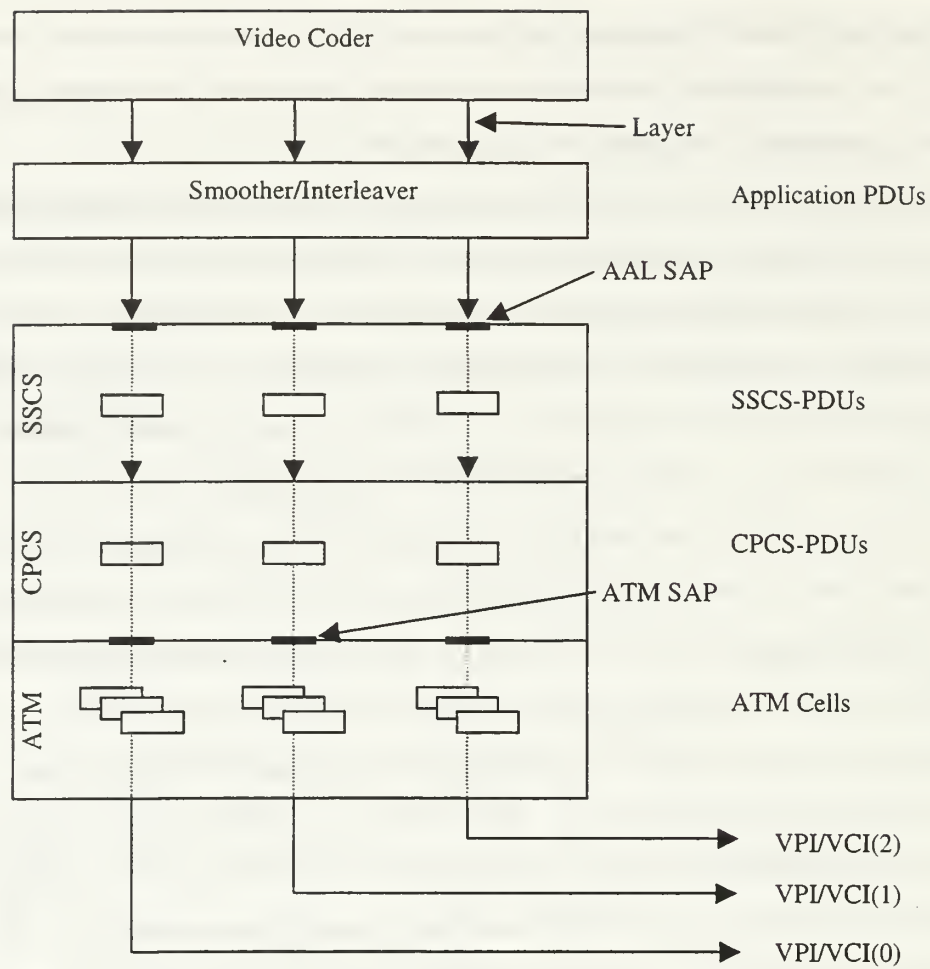 Video Coder
Layer
Smoother/Interleaver
Application PDUs
AAL SAP
SSCS
SSCS-PDUs
CPCS
CPCS-PDUs
ATM SAP
ATM
ATM Cells
VPI/VCI(2)
VPI/VCI(1)
VPI/VCI(0)